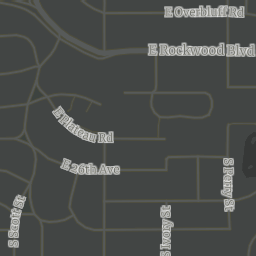 E Overbluff Rd
E Rockwood Blvd
E Plateau Rd
E 26th Ave
S Perry St
S Scott St
S Ivory St